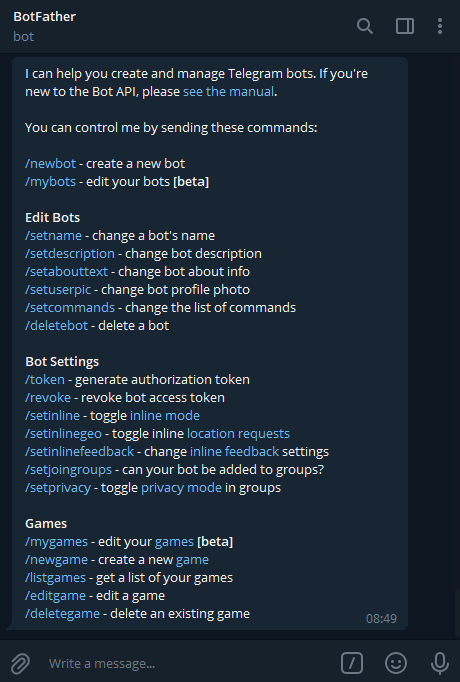 BotFather
bot
I can help you create and manage Telegram bots. If you're
new to the Bot API, please see the manual.
You can control me by sending these commands:
/newbot - create a new bot
/mybots - edit your bots [beta]
Edit Bots
/setname - change a bot's name
/setdescription - change bot description
/setabouttext - change bot about info
/setuserpic - change bot profile photo
/setcommands - change the list of commands
/deletebot - delete a bot
Bot Settings
/token - generate authorization token
/revoke - revoke bot access token
/setinline - toggle inline mode
/setinlinegeo - toggle inline location requests
/setinlinefeedback - change inline feedback settings
/setjoingroups - can your bot be added to groups?
/setprivacy - toggle privacy mode in groups
Games
/mygames - edit your games [beta]
/newgame - create a new game
/listgames - get a list of your games
/editgame - edit a game
/deletegame - delete an existing game
08:49
Write a message...